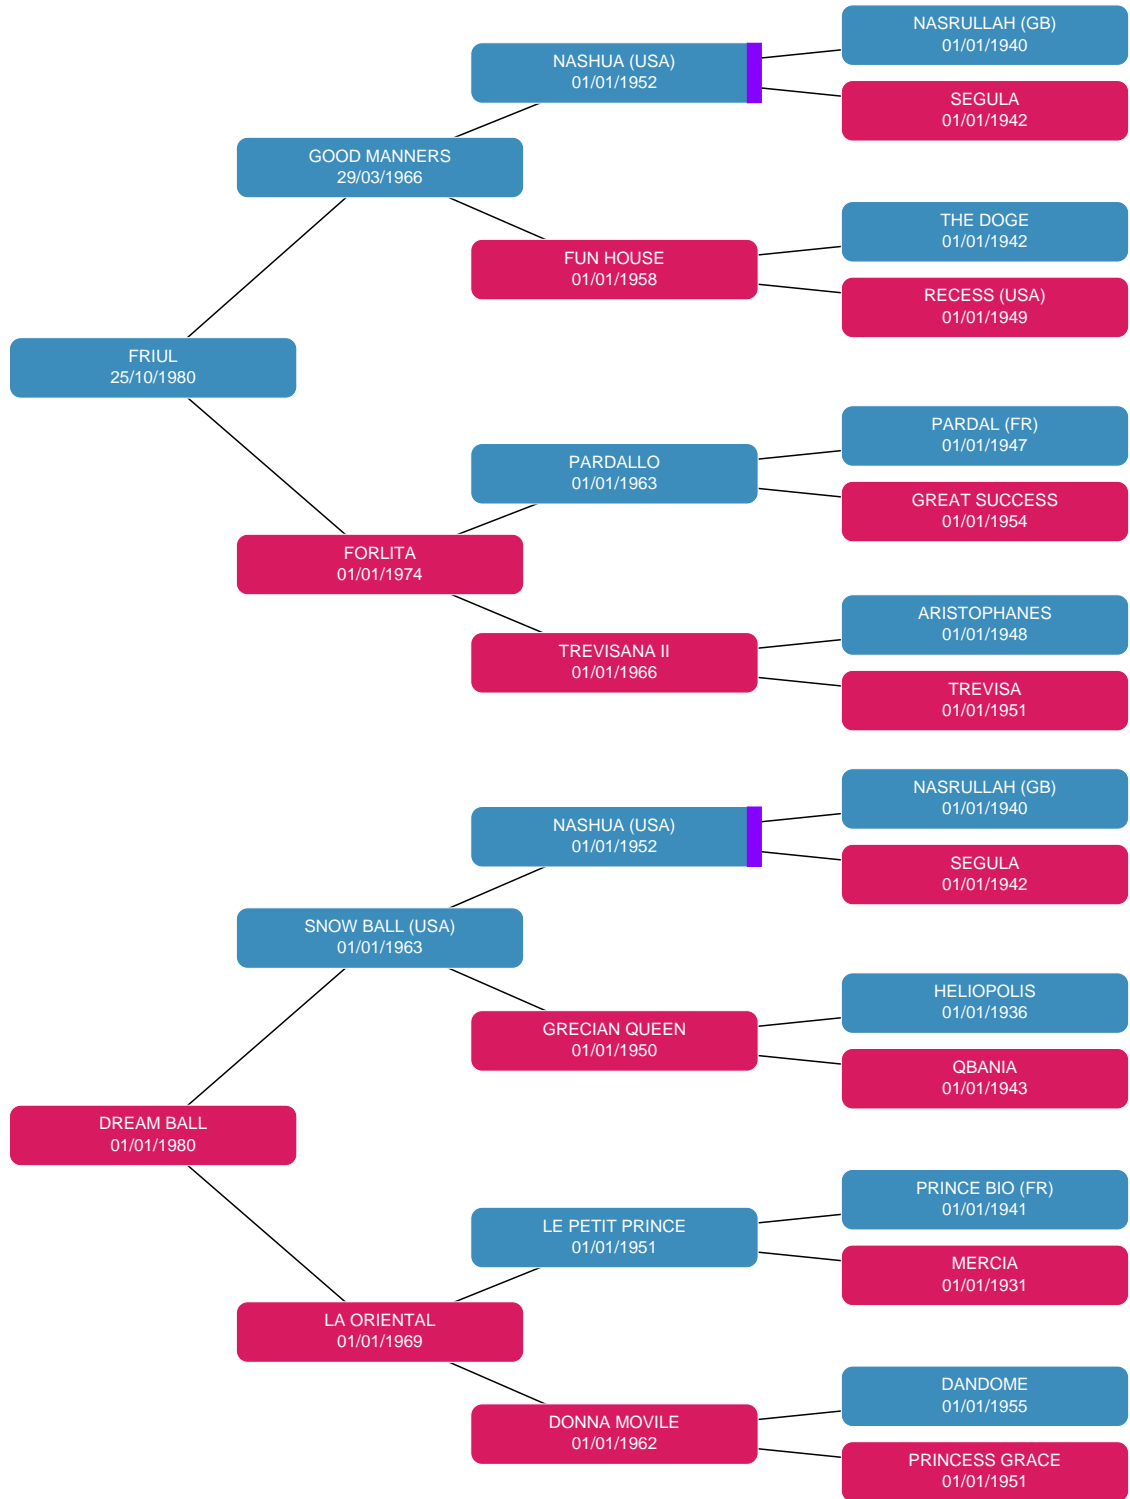 NASRULLAH (GB)
01/01/1940
NASHUA (USA)
01/01/1952
SEGULA
01/01/1942
GOOD MANNERS
29/03/1966
THE DOGE
01/01/1942
FUN HOUSE
01/01/1958
RECESS (USA)
01/01/1949
FRIUL
25/10/1980
PARDAL (FR)
01/01/1947
PARDALLO
01/01/1963
GREAT SUCCESS
01/01/1954
FORLITA
01/01/1974
ARISTOPHANES
01/01/1948
TREVISANA II
01/01/1966
TREVISA
01/01/1951
NASRULLAH (GB)
01/01/1940
NASHUA (USA)
01/01/1952
SEGULA
01/01/1942
SNOW BALL (USA)
01/01/1963
HELIOPOLIS
01/01/1936
GRECIAN QUEEN
01/01/1950
QBANIA
01/01/1943
DREAM BALL
01/01/1980
PRINCE BIO (FR)
01/01/1941
LE PETIT PRINCE
01/01/1951
MERCIA
01/01/1931
LA ORIENTAL
01/01/1969
DANDOME
01/01/1955
DONNA MOVILE
01/01/1962
PRINCESS GRACE
01/01/1951